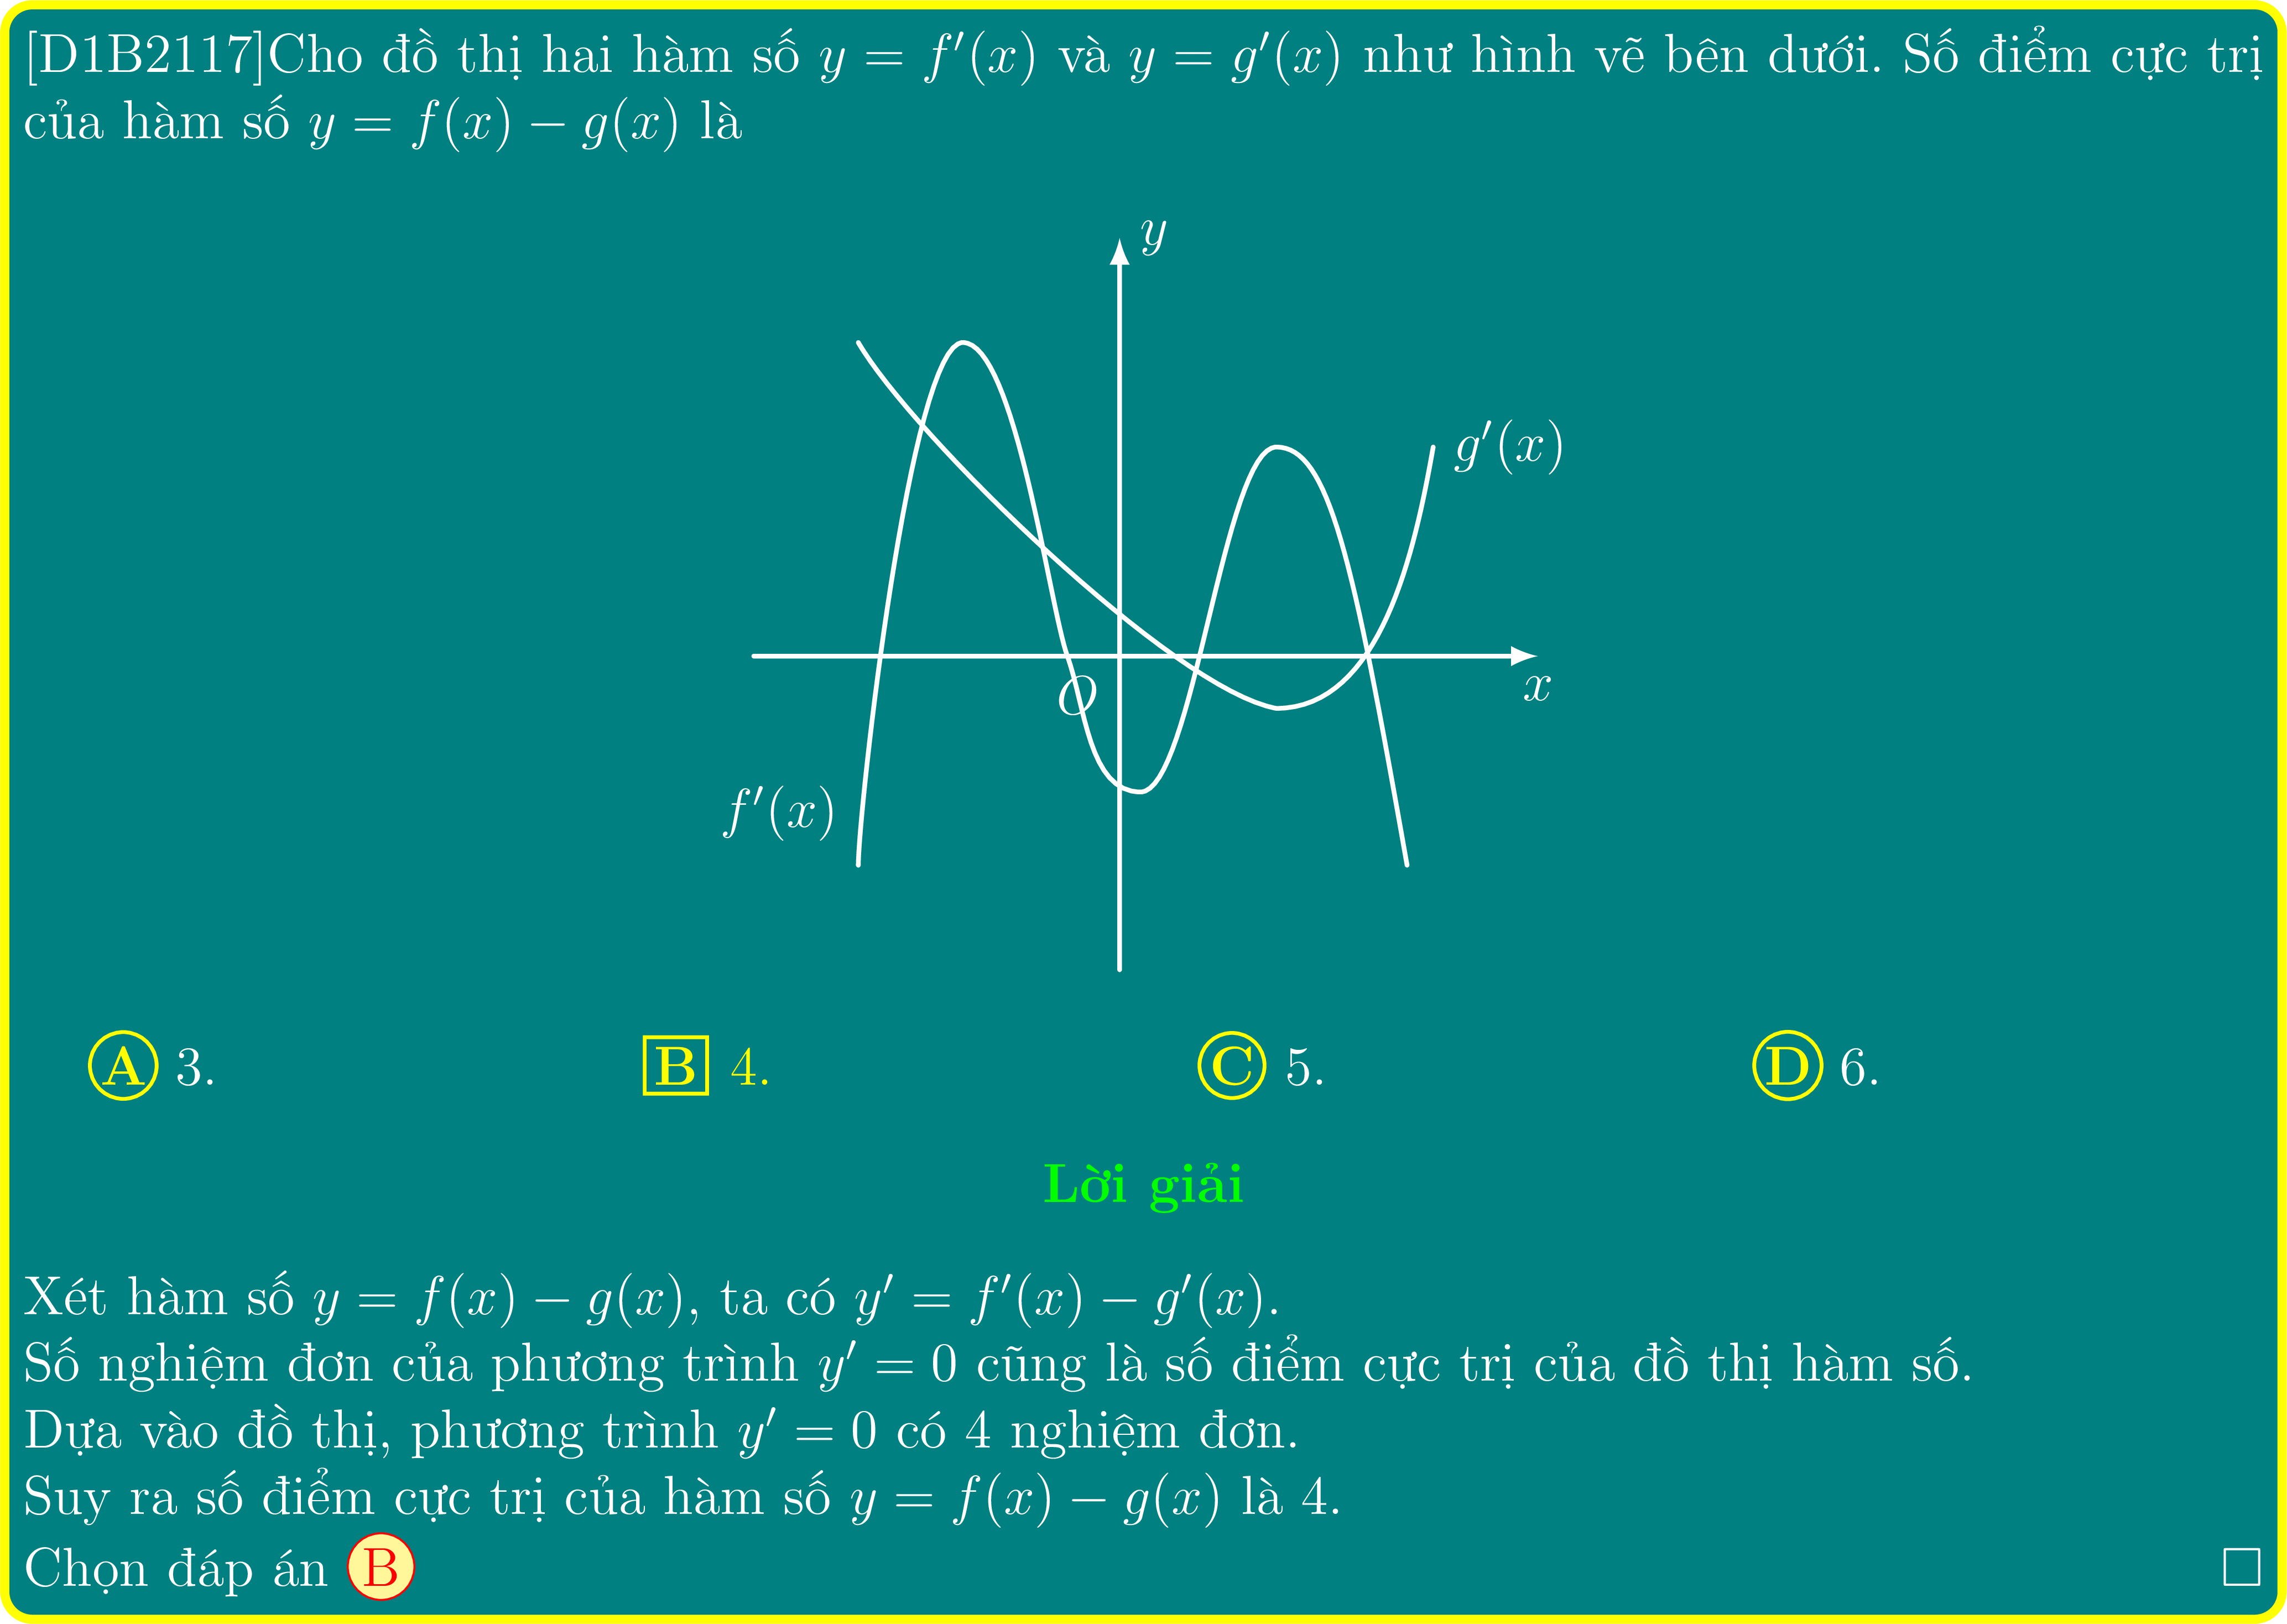 [D1B2117]Cho đồ thị hai hàm số y = f′(x) và y = g′(x) như hình vẽ bên dưới. Số điểm cực trị
của hàm số y = f(x) − g(x) là
y
g′(x)
O
x
f′(x)
A 3. B 4. C 5. D 6.
Lời giải
Xét hàm số y = f(x) − g(x), ta có y′ = f′(x) − g′(x).
Số nghiệm đơn của phương trình y′ = 0 cũng là số điểm cực trị của đồ thị hàm số.
Dựa vào đồ thị, phương trình y′ = 0 có 4 nghiệm đơn.
Suy ra số điểm cực trị của hàm số y = f(x) − g(x) là 4.
Chọn đáp án B □